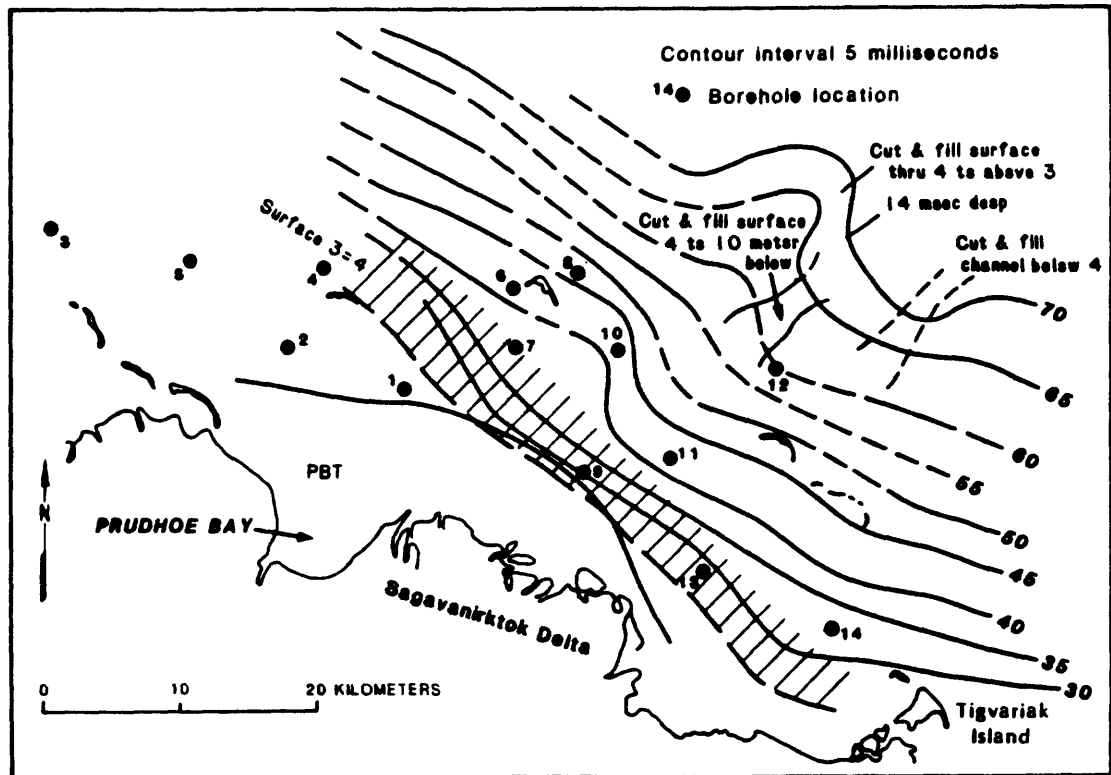 Contour interval 5 milliseconds
14 Borehole location
Cut & fill surface
thru 4 to above 3
14 msec deep
Cut & fill surface
4 to 10 meter
below
Cut & fill
channel below 4
Surface 3=4
3
5
4
6
8
2
7
10
1
12
11
9
13
14
70
65
60
55
50
45
40
35
30
N
PBT
PRUDHOE BAY
Sagavanirktok Delta
0 10 20 KILOMETERS
Tigvariak
Island